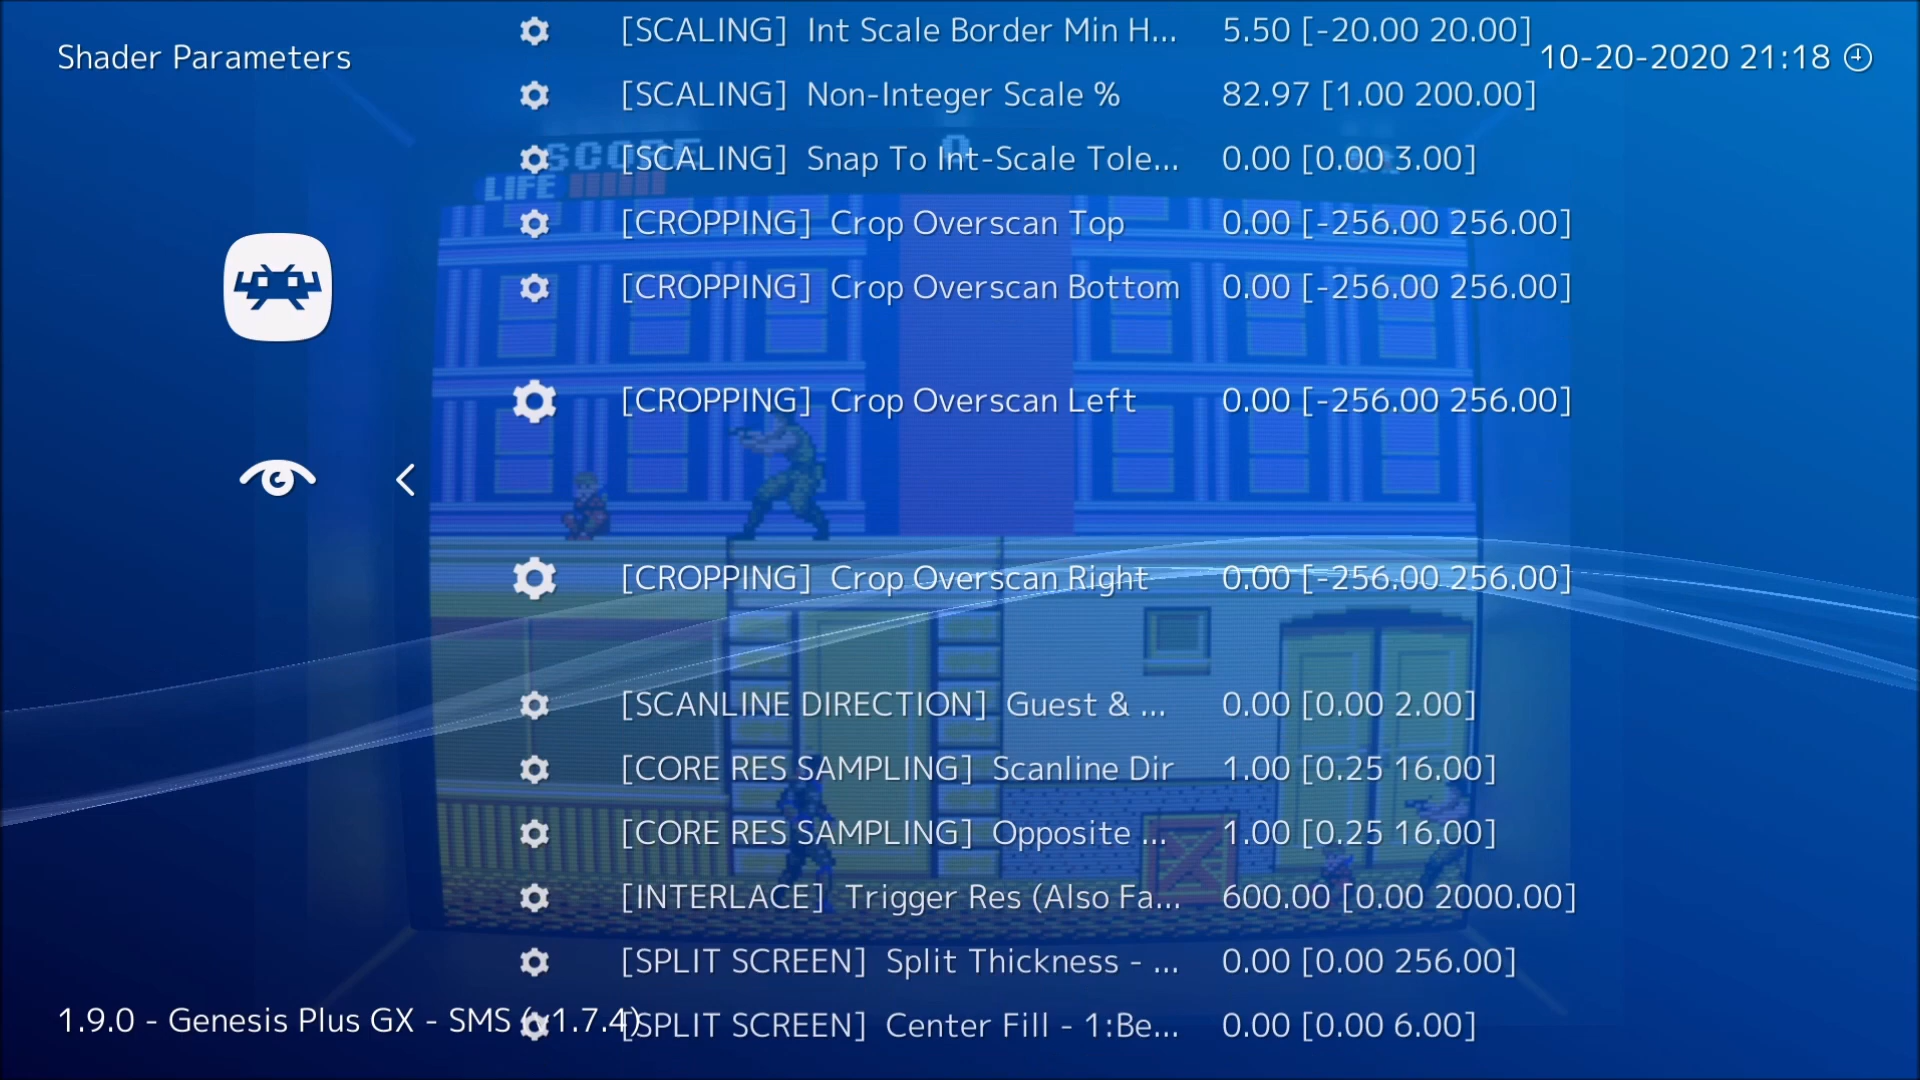 Shader Parameters
10-20-2020 21:18
[SCALING] Int Scale Border Min H... 5.50 [-20.00 20.00]
[SCALING] Non-Integer Scale % 82.97 [1.00 200.00]
[SCALING] Snap To Int-Scale Tole... 0.00 [0.00 3.00]
SCORE 0
LIFE
[CROPPING] Crop Overscan Top 0.00 [-256.00 256.00]
[CROPPING] Crop Overscan Bottom 0.00 [-256.00 256.00]
[CROPPING] Crop Overscan Left 0.00 [-256.00 256.00]
[CROPPING] Crop Overscan Right 0.00 [-256.00 256.00]
[SCANLINE DIRECTION] Guest & ... 0.00 [0.00 2.00]
[CORE RES SAMPLING] Scanline Dir 1.00 [0.25 16.00]
[CORE RES SAMPLING] Opposite ... 1.00 [0.25 16.00]
[INTERLACE] Trigger Res (Also Fa... 600.00 [0.00 2000.00]
[SPLIT SCREEN] Split Thickness - ... 0.00 [0.00 256.00]
[SPLIT SCREEN] Center Fill - 1:Be... 0.00 [0.00 6.00]
1.9.0 - Genesis Plus GX - SMS (v1.7.4)